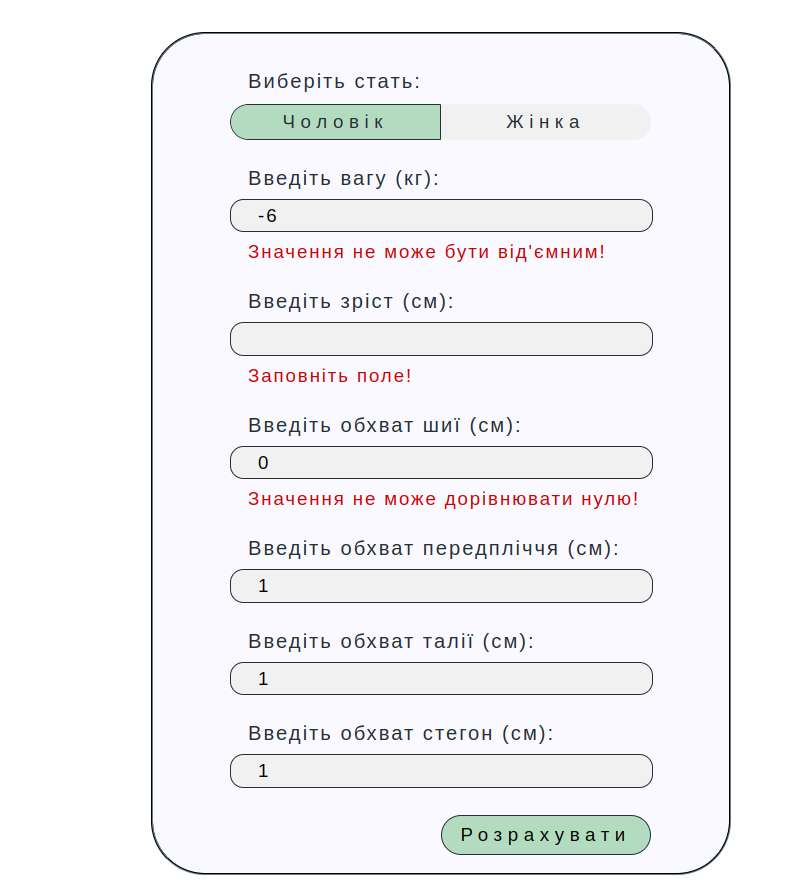 Виберіть стать:
Чоловік Жінка
Введіть вагу (кг):
-6
Значення не може бути від'ємним!
Введіть зріст (см):
Заповніть поле!
Введіть обхват шиї (см):
0
Значення не може дорівнювати нулю!
Введіть обхват передпліччя (см):
1
Введіть обхват талії (см):
1
Введіть обхват стегон (см):
1
Розрахувати